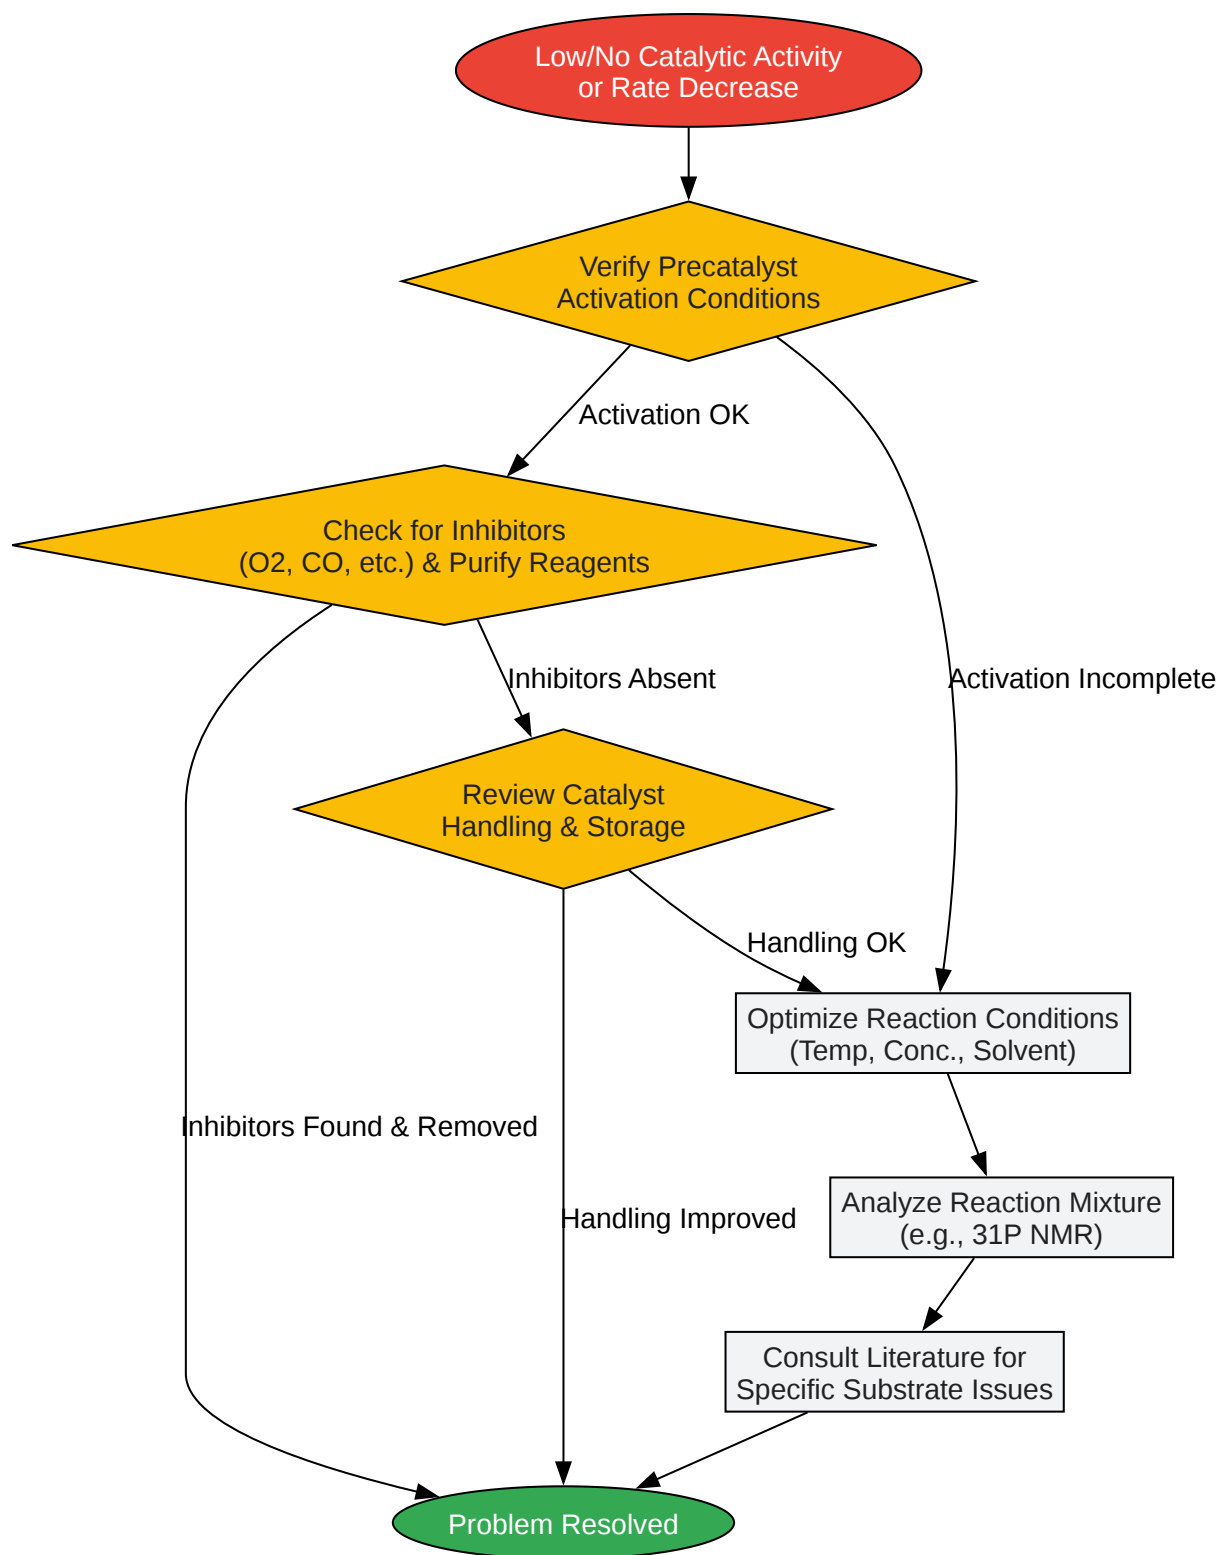 Low/No Catalytic Activity
or Rate Decrease
Verify Precatalyst
Activation Conditions
Activation OK
Check for Inhibitors
(O2, CO, etc.) & Purify Reagents
Inhibitors Absent
Activation Incomplete
Review Catalyst
Handling & Storage
Handling OK
Optimize Reaction Conditions
(Temp, Conc., Solvent)
Inhibitors Found & Removed
Analyze Reaction Mixture
(e.g., 31P NMR)
Handling Improved
Consult Literature for
Specific Substrate Issues
Problem Resolved